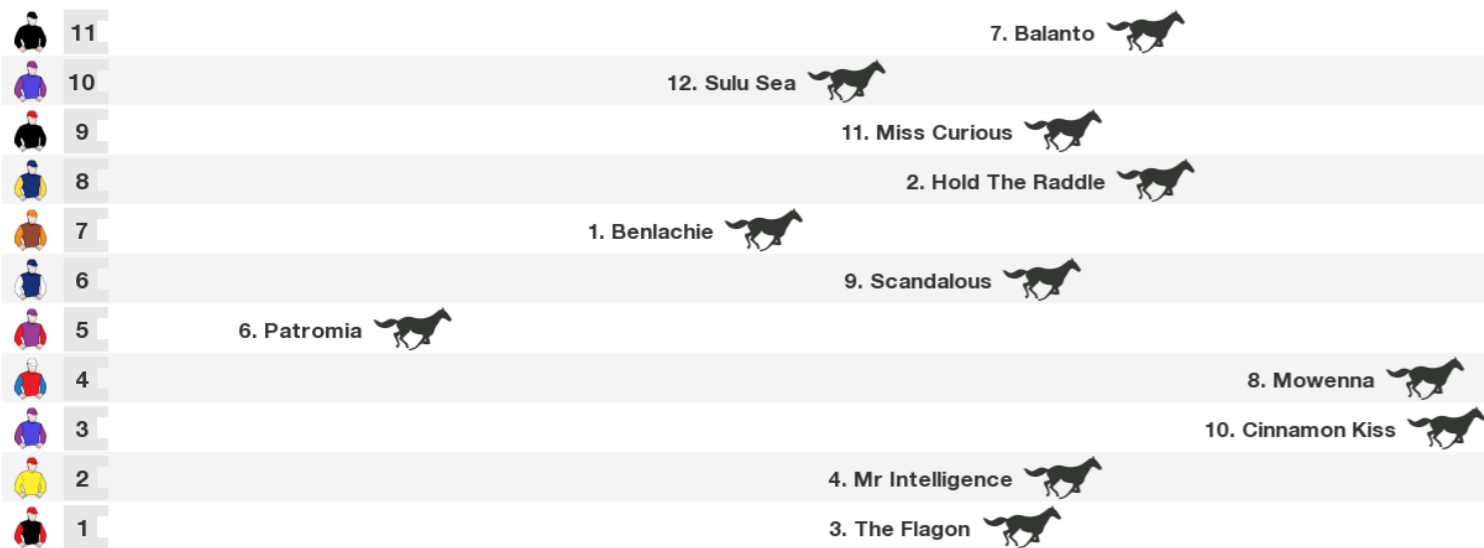 11 7. Balanto
10 12. Sulu Sea
9 11. Miss Curious
8 2. Hold The Raddle
7 1. Benlachie
6 9. Scandalous
5 6. Patromia
4 8. Mowenna
3 10. Cinnamon Kiss
2 4. Mr Intelligence
1 3. The Flagon